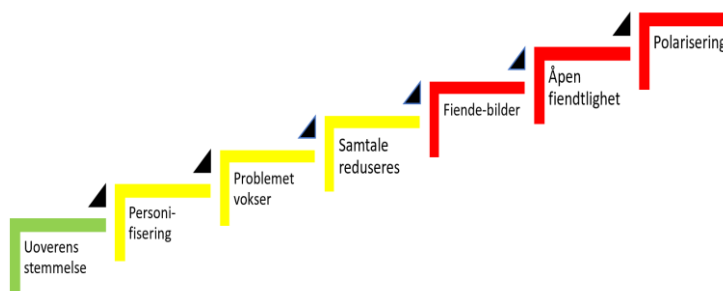 Uoverens
stemmelse
Personi-
fisering
Problemet
vokser
Samtale
reduseres
Fiende-bilder
Åpen
fiendtlighet
Polarisering